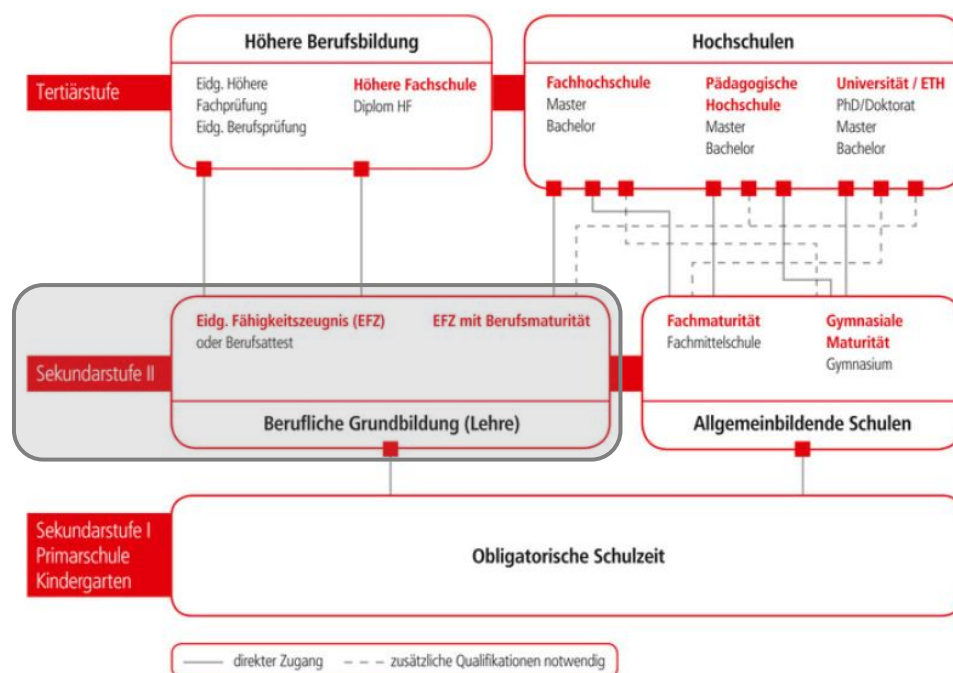 Höhere Berufsbildung
Hochschulen
Tertiärstufe
Eidg. Höhere
Fachprüfung
Eidg. Berufsprüfung
Höhere Fachschule
Diplom HF
Fachhochschule
Master
Bachelor
Pädagogische
Hochschule
Master
Bachelor
Universität / ETH
PhD/Doktorat
Master
Bachelor
Sekundarstufe II
Eidg. Fähigkeitszeugnis (EFZ)
oder Berufsattest
EFZ mit Berufsmaturität
Berufliche Grundbildung (Lehre)
Fachmaturität
Fachmittelschule
Gymnasiale
Maturität
Gymnasium
Allgemeinbildende Schulen
Sekundarstufe I
Primarschule
Kindergarten
Obligatorische Schulzeit
direkter Zugang
zusätzliche Qualifikationen notwendig